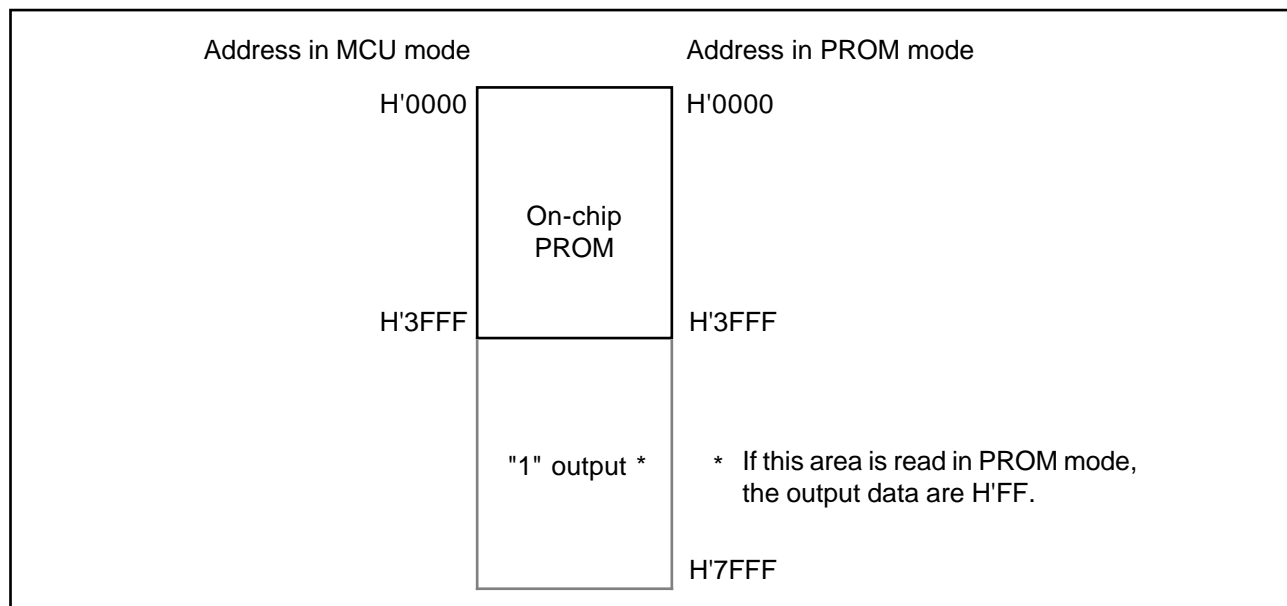 Address in MCU mode
Address in PROM mode
H'0000
H'0000
On-chip
PROM
H'3FFF
H'3FFF
"1" output *
* If this area is read in PROM mode,
the output data are H'FF.
H'7FFF